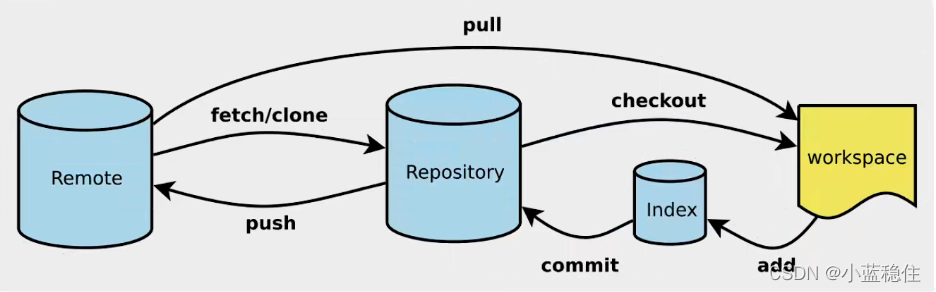 pull
fetch/clone
checkout
Remote
Repository
workspace
Index
push
commit
add
CSDN @小蓝稳住